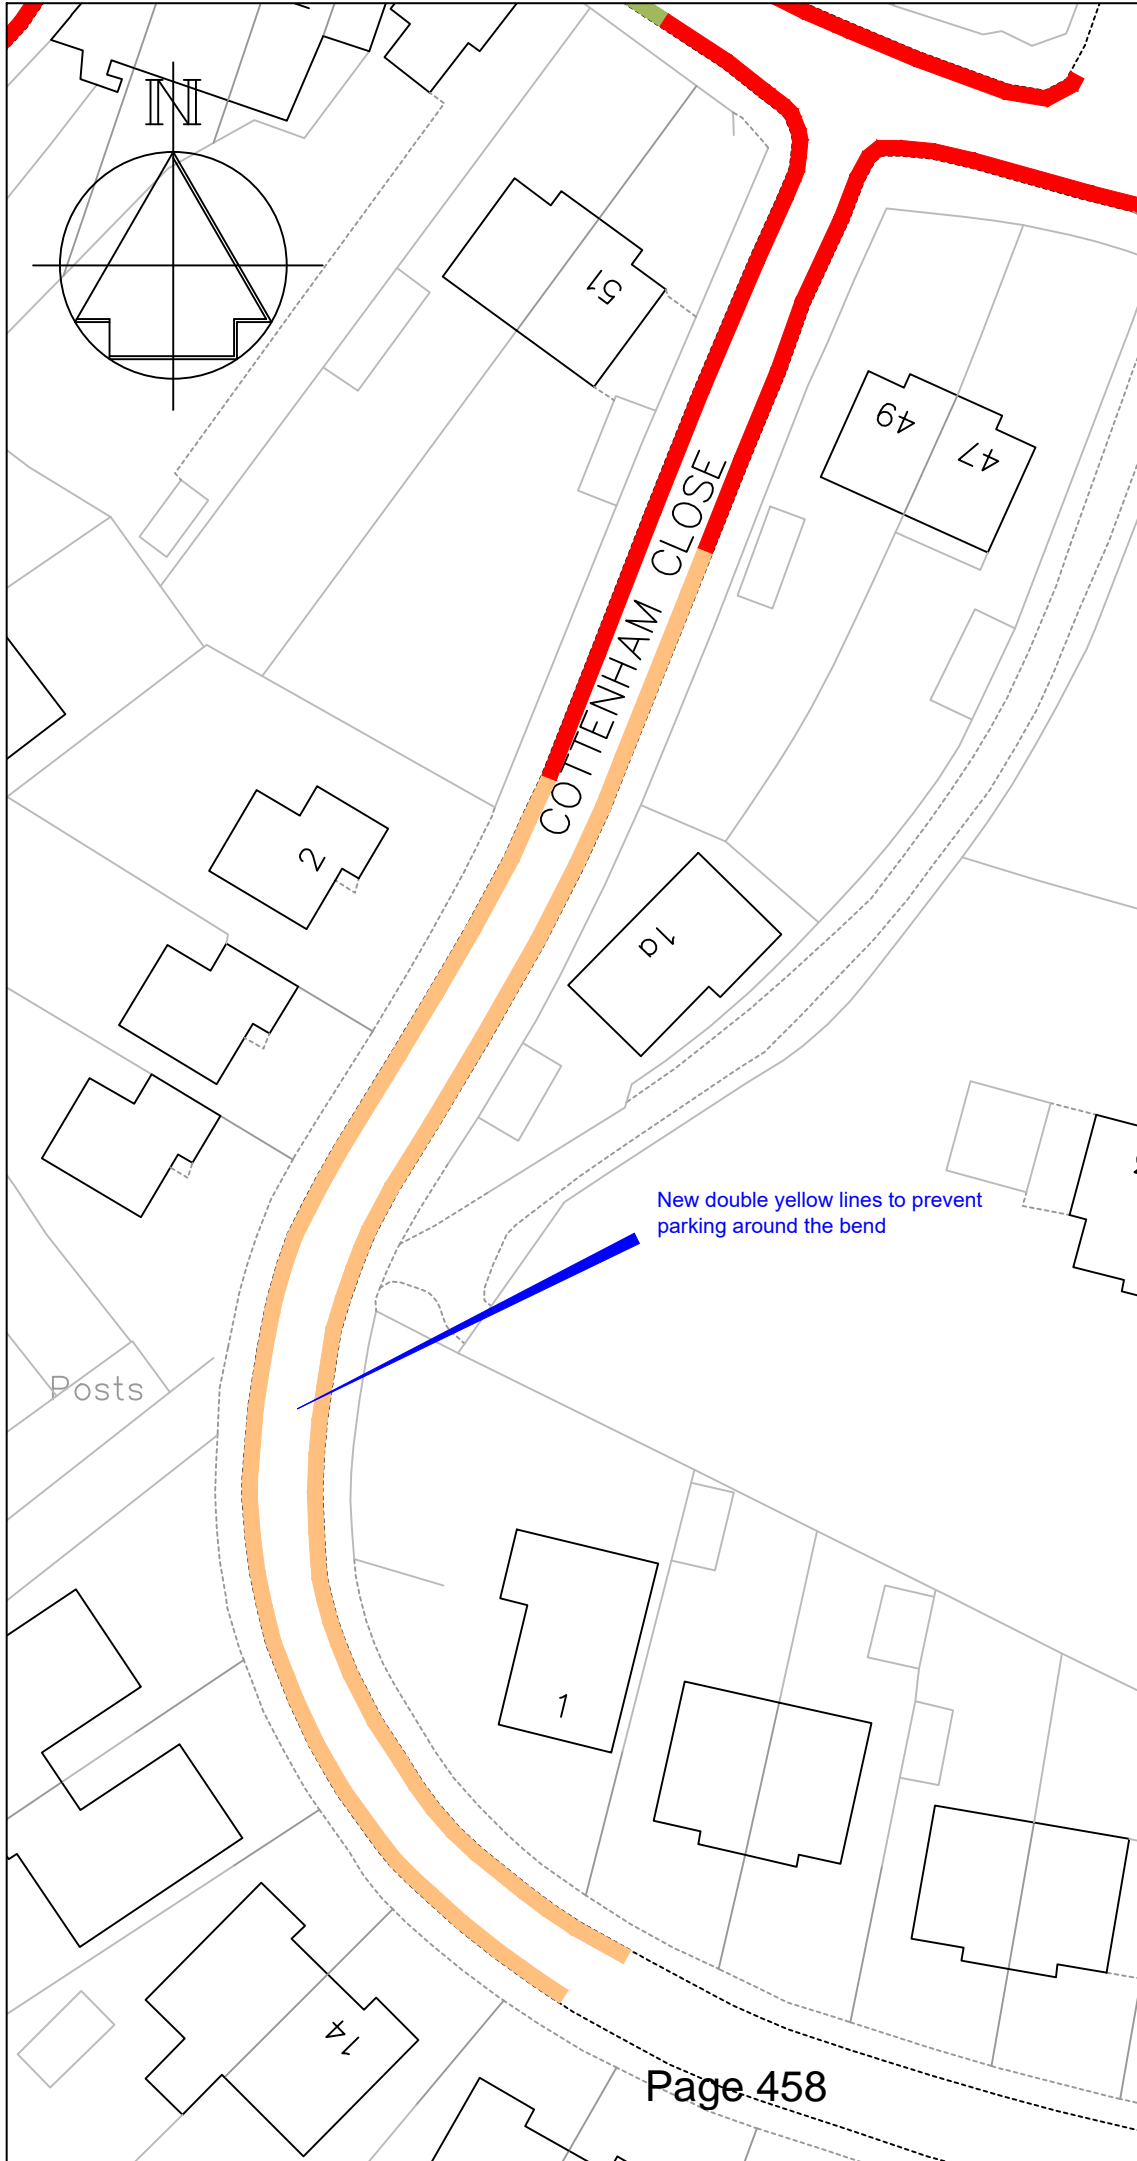 N
51
49
47
COTTENHAM CLOSE
2
1a
New double yellow lines to prevent
parking around the bend
Posts
1
14
Page 458